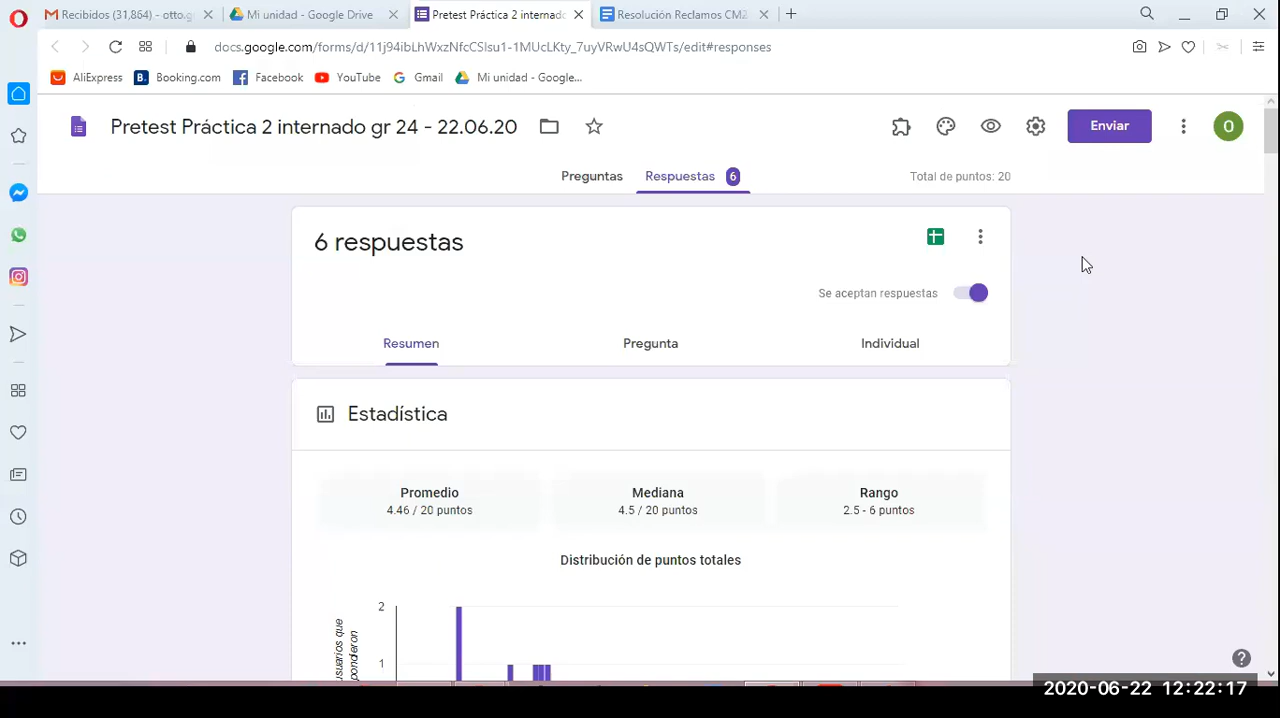 Recibidos (31,864) – otto.g
Mi unidad - Google Drive
Pretest Práctica 2 internado
Resolución Reclamos CM2
docs.google.com/forms/d/11j94ibLhWxzNfcCSisu1-1MUcLKty_7uyVRwU4sQWTs/edit#responses
AliExpress
Booking.com
Facebook
YouTube
Gmail
Mi unidad - Google...
Pretest Práctica 2 internado gr 24 - 22.06.20
Enviar
O
Preguntas
Respuestas 6
Total de puntos: 20
6 respuestas
Se aceptan respuestas
Resumen
Pregunta
Individual
Estadística
Promedio
4.46 / 20 puntos
Mediana
4.5 / 20 puntos
Rango
2.5 - 6 puntos
Distribución de puntos totales
2
1
2020-06-22 12:22:17